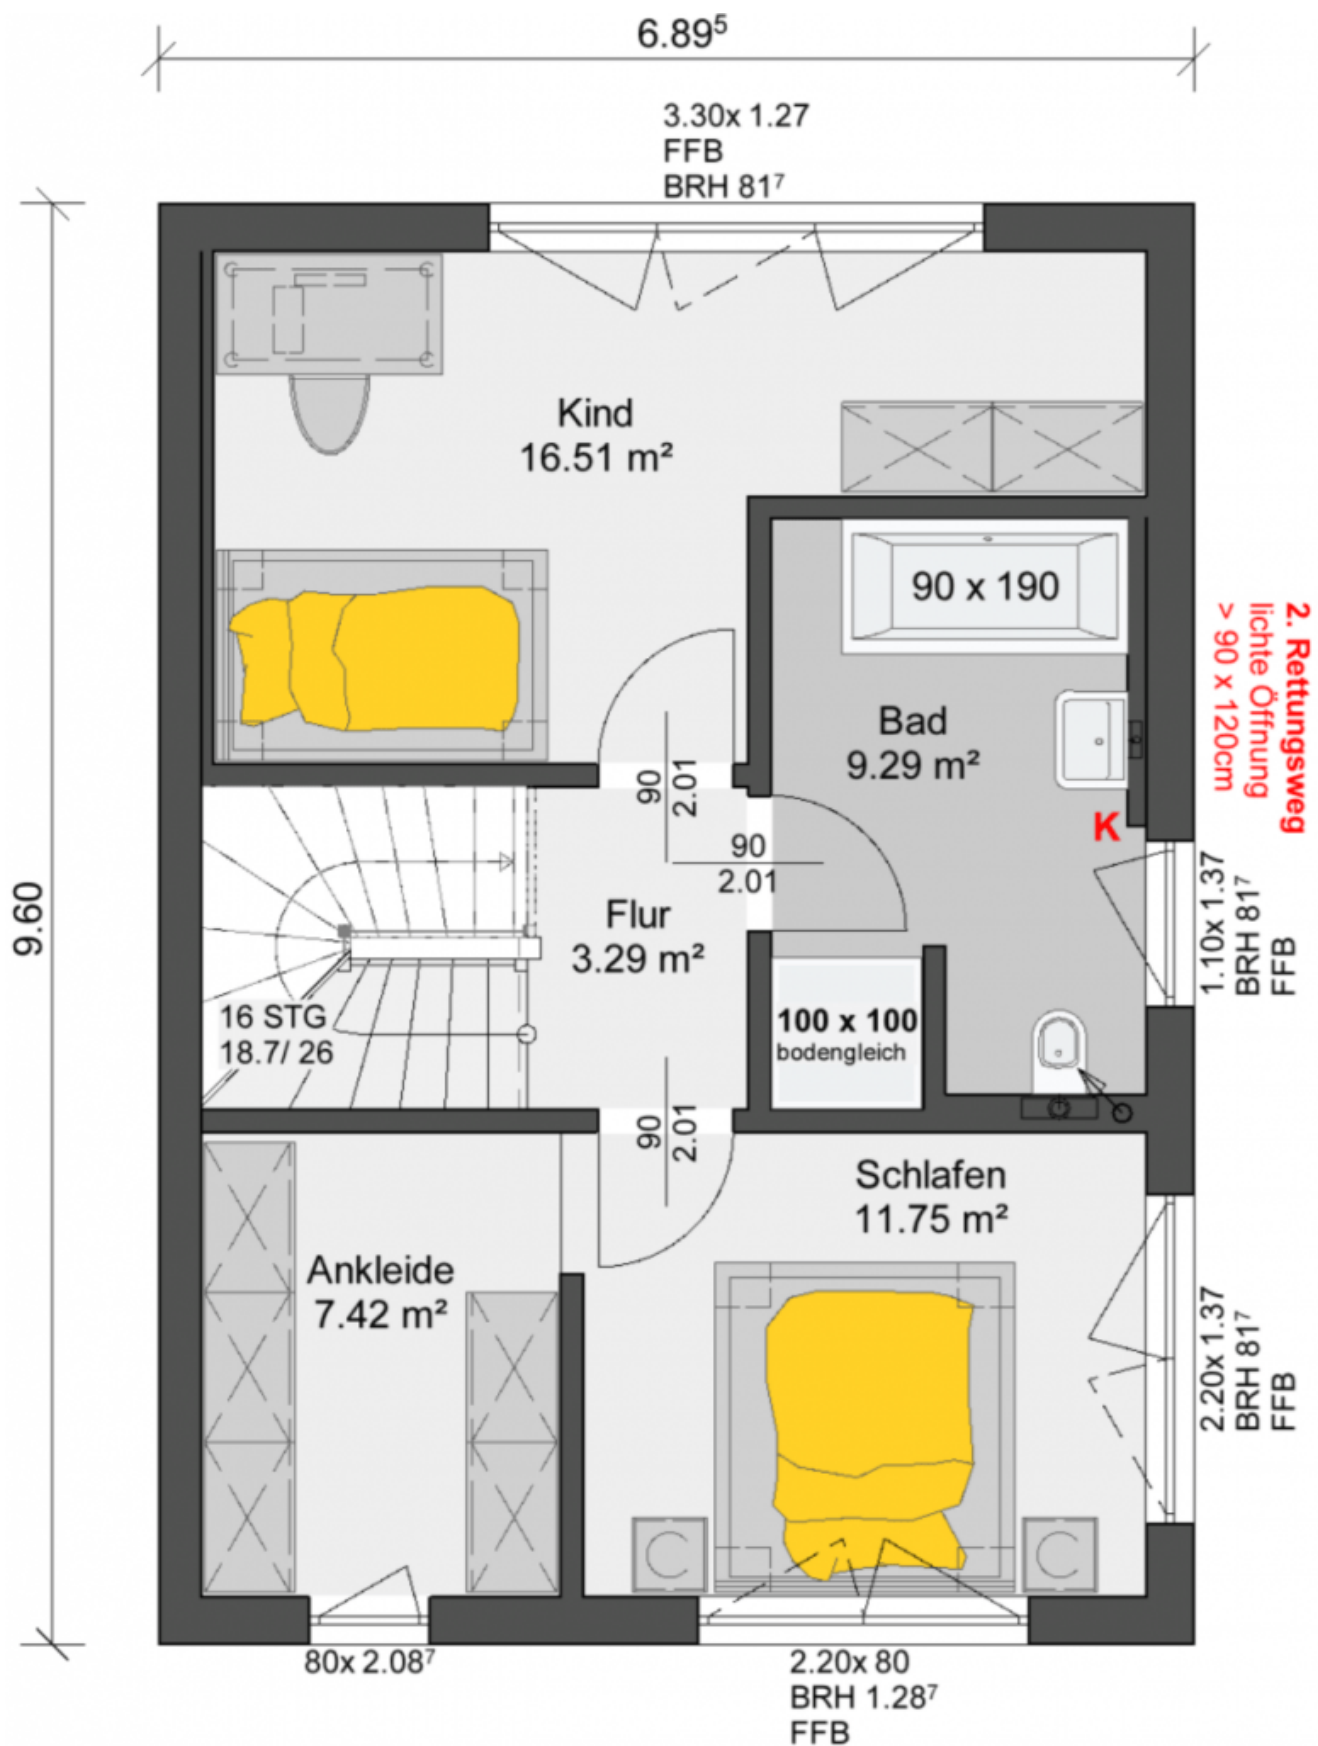 6.89⁵
3.30x 1.27
FFB
BRH 81⁷
9.60
Kind
16.51 m²
90 x 190
2. Rettungsweg
lichte Öffnung
> 90 x 120cm
Bad
9.29 m²
K
90
2.01
90
2.01
1.10x 1.37
BRH 81⁷
FFB
Flur
3.29 m²
16 STG
18.7/ 26
100 x 100
bodengleich
90
2.01
Schlafen
11.75 m²
Ankleide
7.42 m²
2.20x 1.37
BRH 81⁷
FFB
80x 2.08⁷
2.20x 80
BRH 1.28⁷
FFB